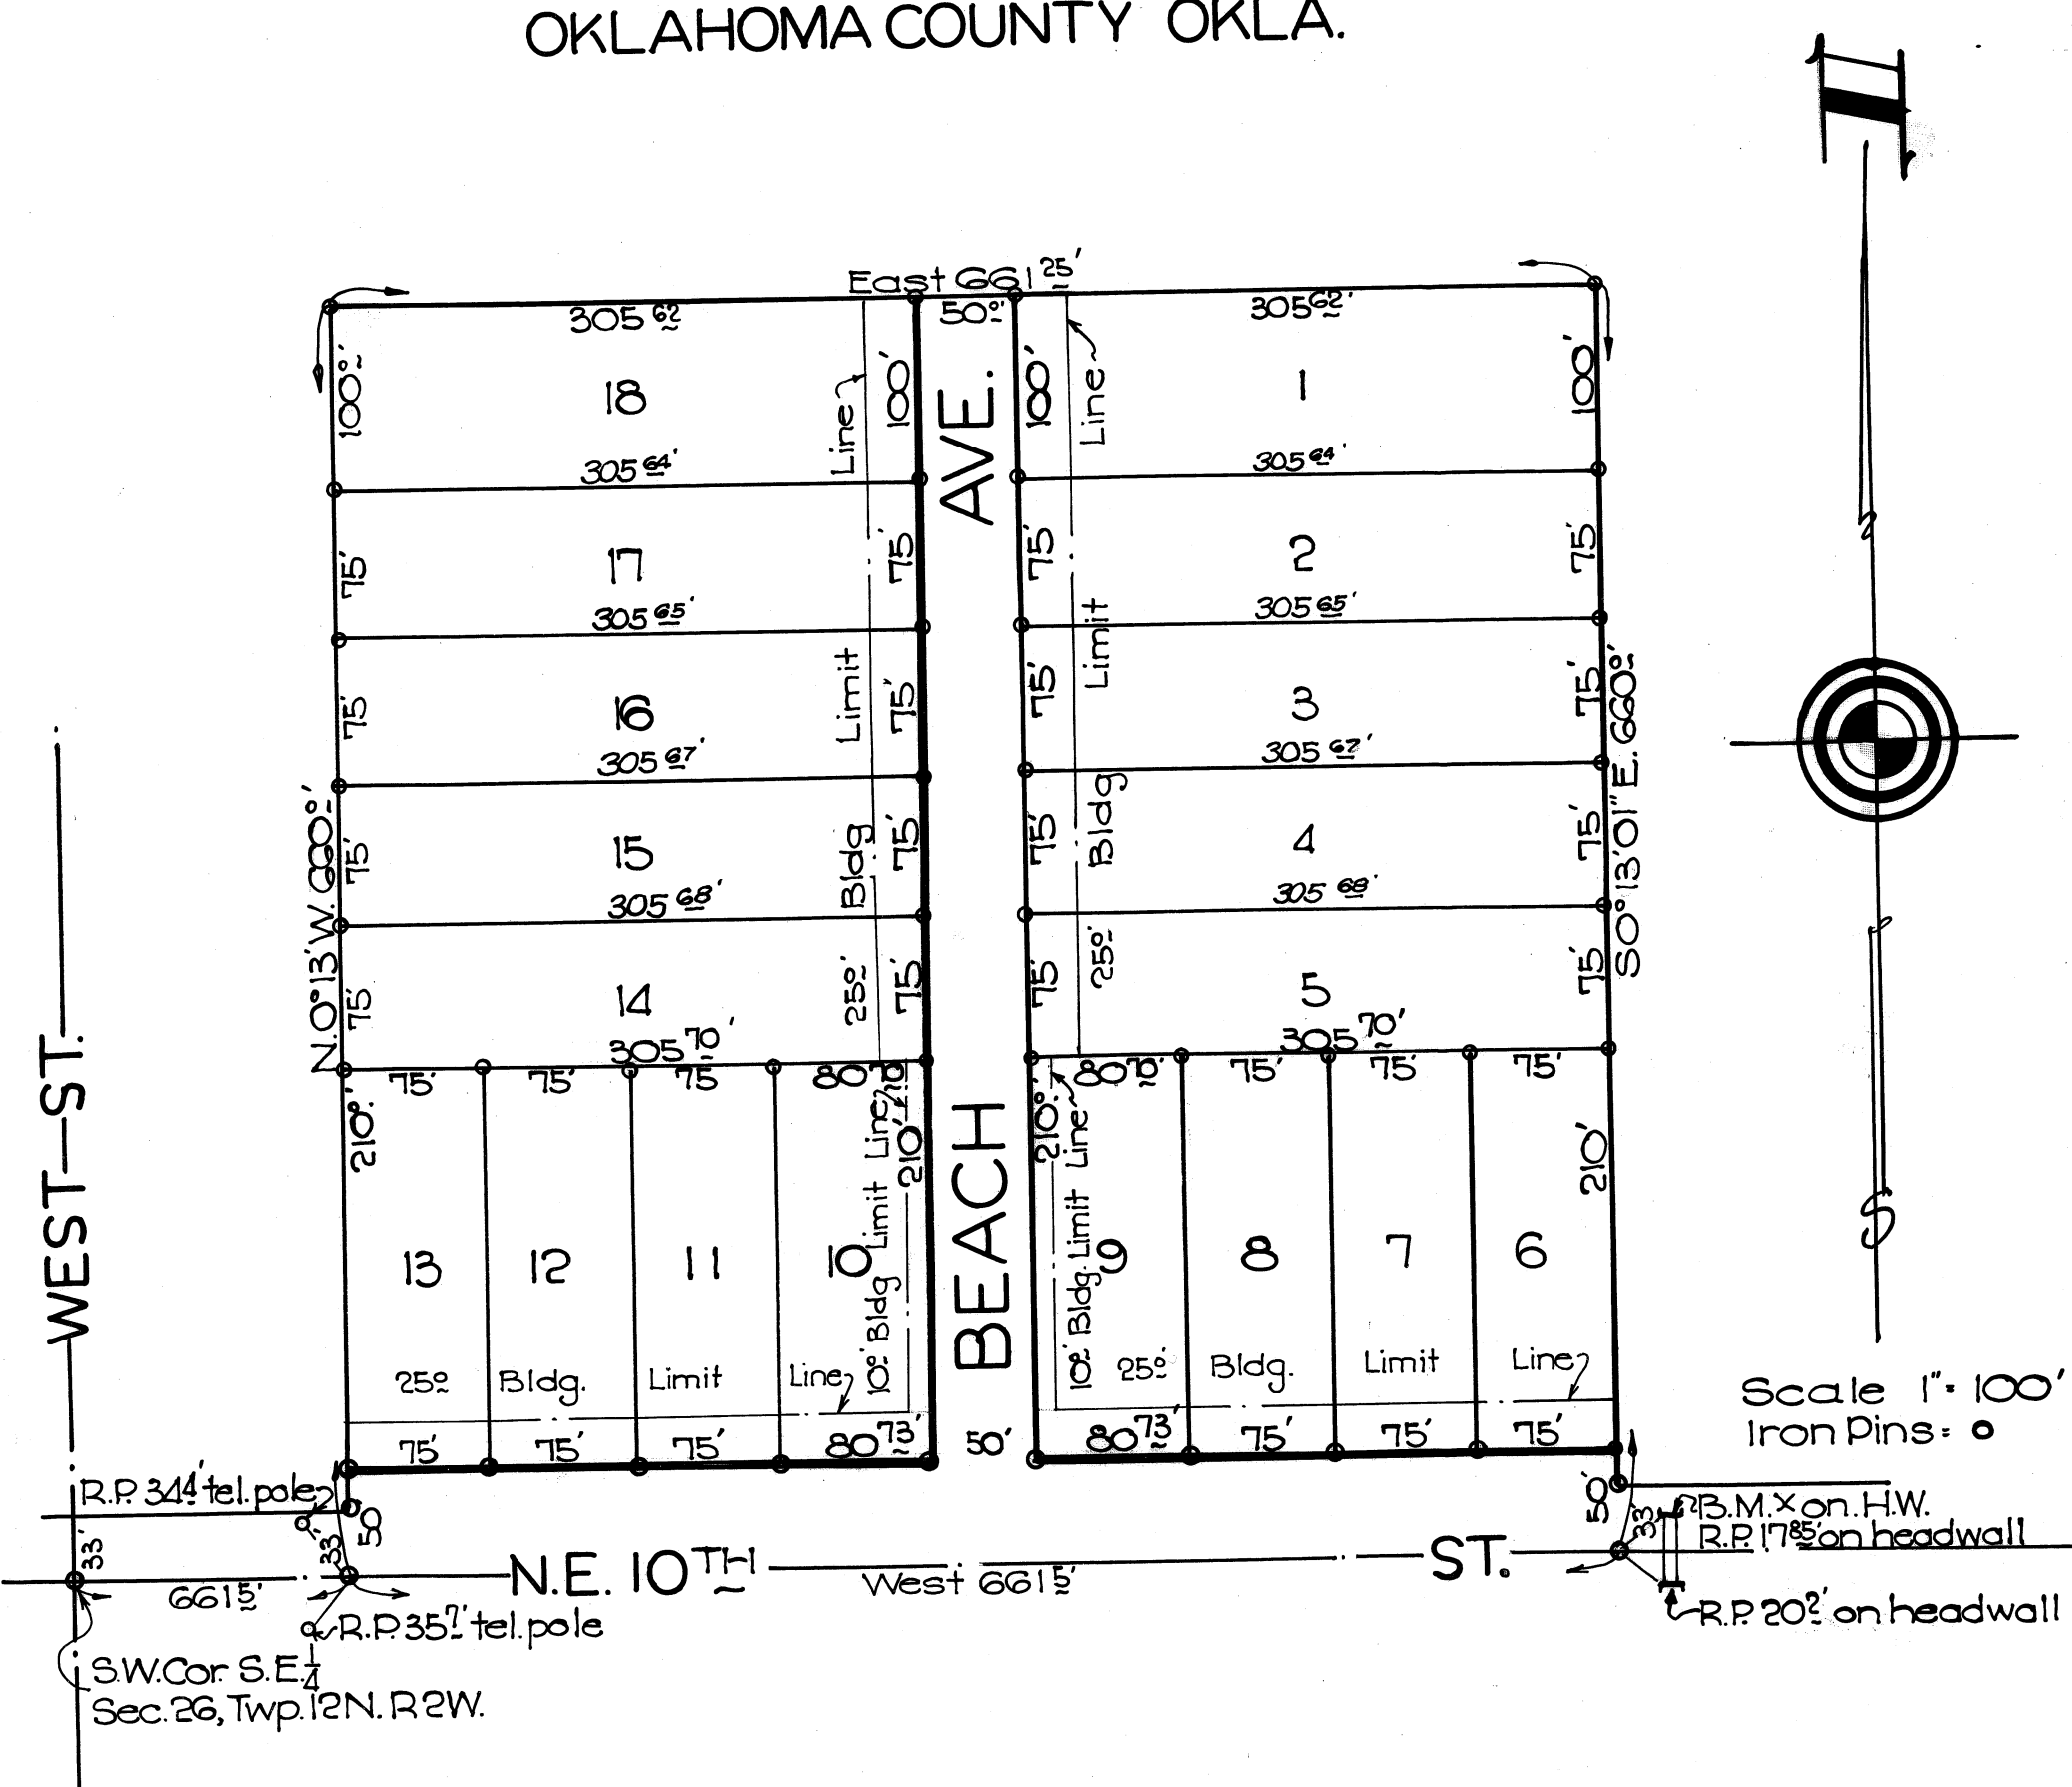 OKLAHOMA COUNTY OKLA.
N
East 661 25'
305 62
50 0'
305 62'
100 0'
18
Line
100'
AVE.
100'
Line
1
100'
305 64'
305 64'
75'
17
75'
75'
2
75'
305 65'
305 65'
75'
16
Limit
75'
75'
Limit
3
75'
305 67'
305 67'
S 0° 13' 01" E. 660 0'
N. 0° 13' W. 660 0'
75'
15
Bldg
75'
75'
Bldg
4
75'
305 68'
305 68'
75'
14
25 0'
75'
75'
25 0'
5
75'
305 70'
305 70'
75'
75'
75
80 70'
10
80 70'
75'
75'
75'
WEST ST.
210 0'
210'
BEACH
210 0'
210'
13
12
11
10
10 0' Bldg Limit Line
10 0' Bldg. Limit Line
9
8
7
6
25 0 Bldg. Limit Line
25 0' Bldg. Limit Line
75'
75'
75'
80 73'
50'
80 73'
75'
75'
75'
S
Scale 1" = 100'
Iron Pins = o
R.P. 34 4' tel. pole
50'
33'
33'
50'
33'
B.M. X on. H.W.
R.P. 17 85' on headwall
661 5'
N.E. 10TH ST.
West 661 5'
R.P. 20 2' on headwall
R.P. 35 7' tel. pole
S.W. Cor. S.E. 1/4
Sec. 26, Twp. 12 N. R 2 W.